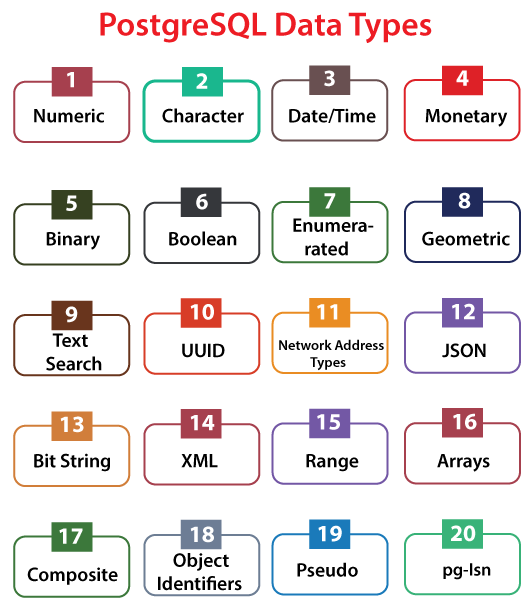 PostgreSQL Data Types
1
Numeric
2
Character
3
Date/Time
4
Monetary
5
Binary
6
Boolean
7
Enumera-
rated
8
Geometric
9
Text
Search
10
UUID
11
Network Address
Types
12
JSON
13
Bit String
14
XML
15
Range
16
Arrays
17
Composite
18
Object
Identifiers
19
Pseudo
20
pg-lsn